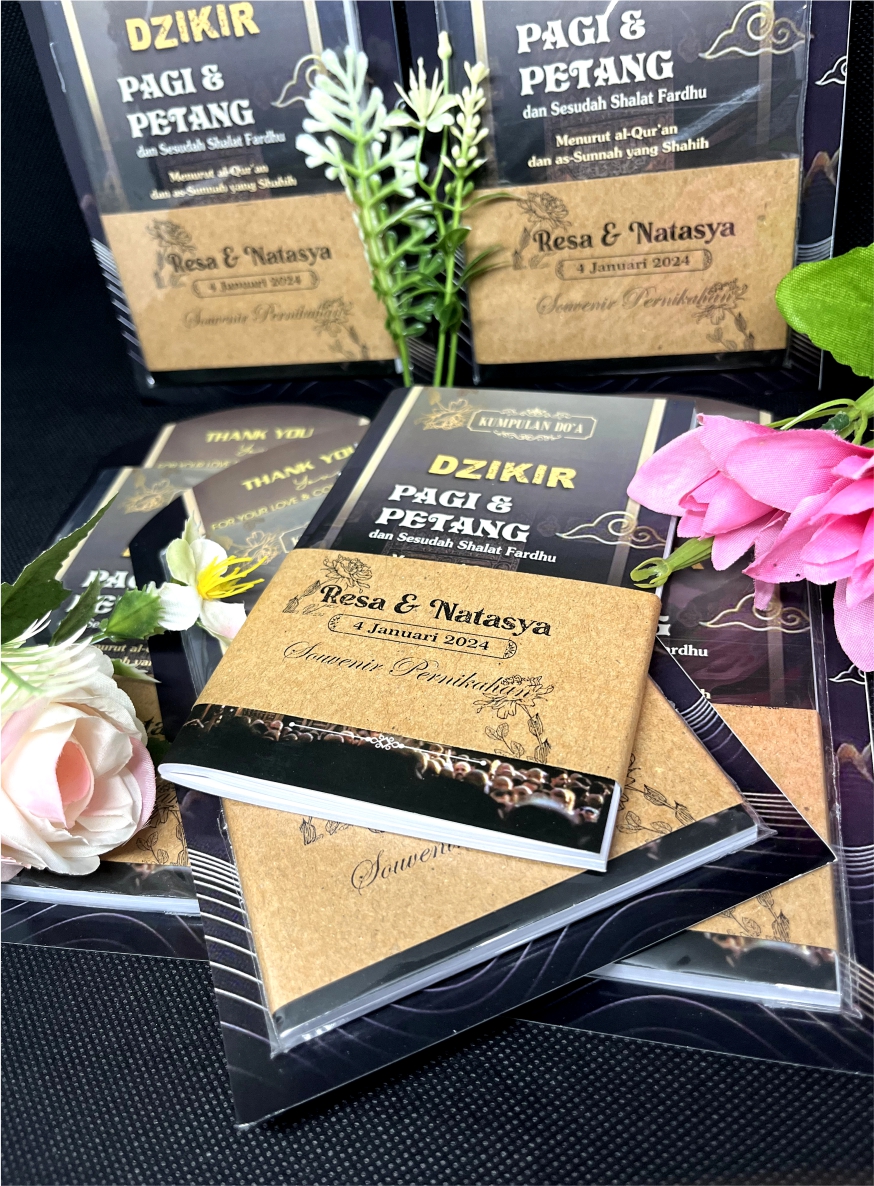 DZIKIR
PAGI &
PETANG
dan Sesudah Shalat Fardhu
Menurut al-Qur'an
dan as-Sunnah yang Shahih
Resa & Natasya
4 Januari 2024
Souvenir Pernikahan
PAGI &
PETANG
dan Sesudah Shalat Fardhu
Menurut al-Qur'an
dan as-Sunnah yang Shahih
Resa & Natasya
4 Januari 2024
Souvenir Pernikahan
THANK YOU
THANK YOU
FOR YOUR LOVE &
KUMPULAN DO'A
DZIKIR
PAGI &
PETANG
dan Sesudah Shalat Fardhu
Resa & Natasya
4 Januari 2024
Souvenir Pernikahan